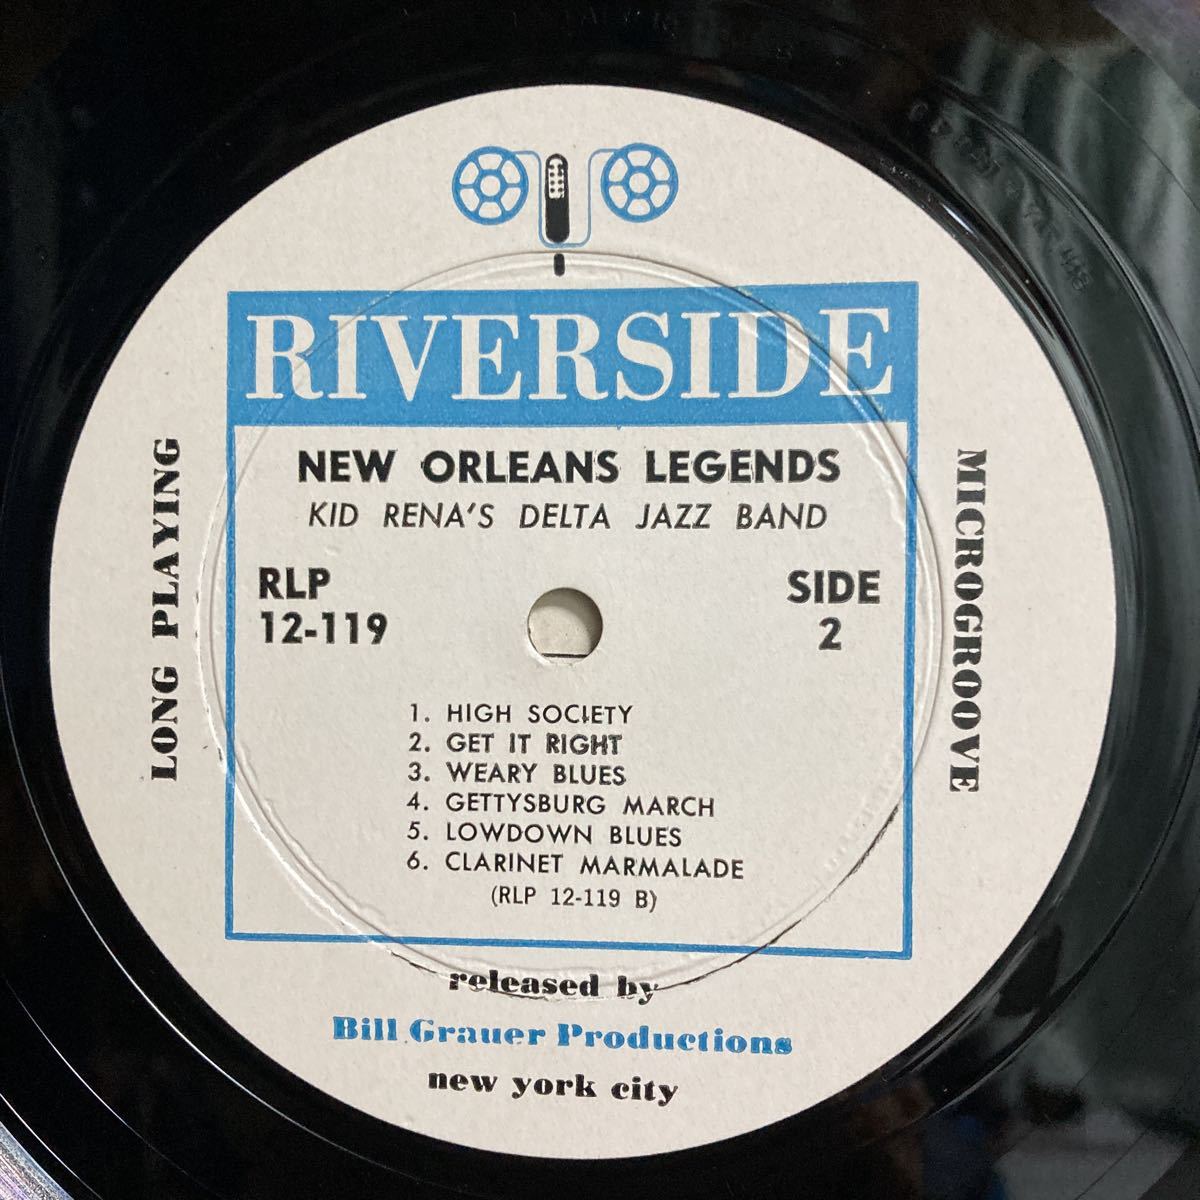 RIVERSIDE
NEW ORLEANS LEGENDS
KID RENA'S DELTA JAZZ BAND
RLP
12-119
SIDE
2
LONG PLAYING
MICROGROOVE
1. HIGH SOCIETY
2. GET IT RIGHT
3. WEARY BLUES
4. GETTYSBURG MARCH
5. LOWDOWN BLUES
6. CLARINET MARMALADE
(RLP 12-119 B)
released by
Bill Grauer Productions
new york city